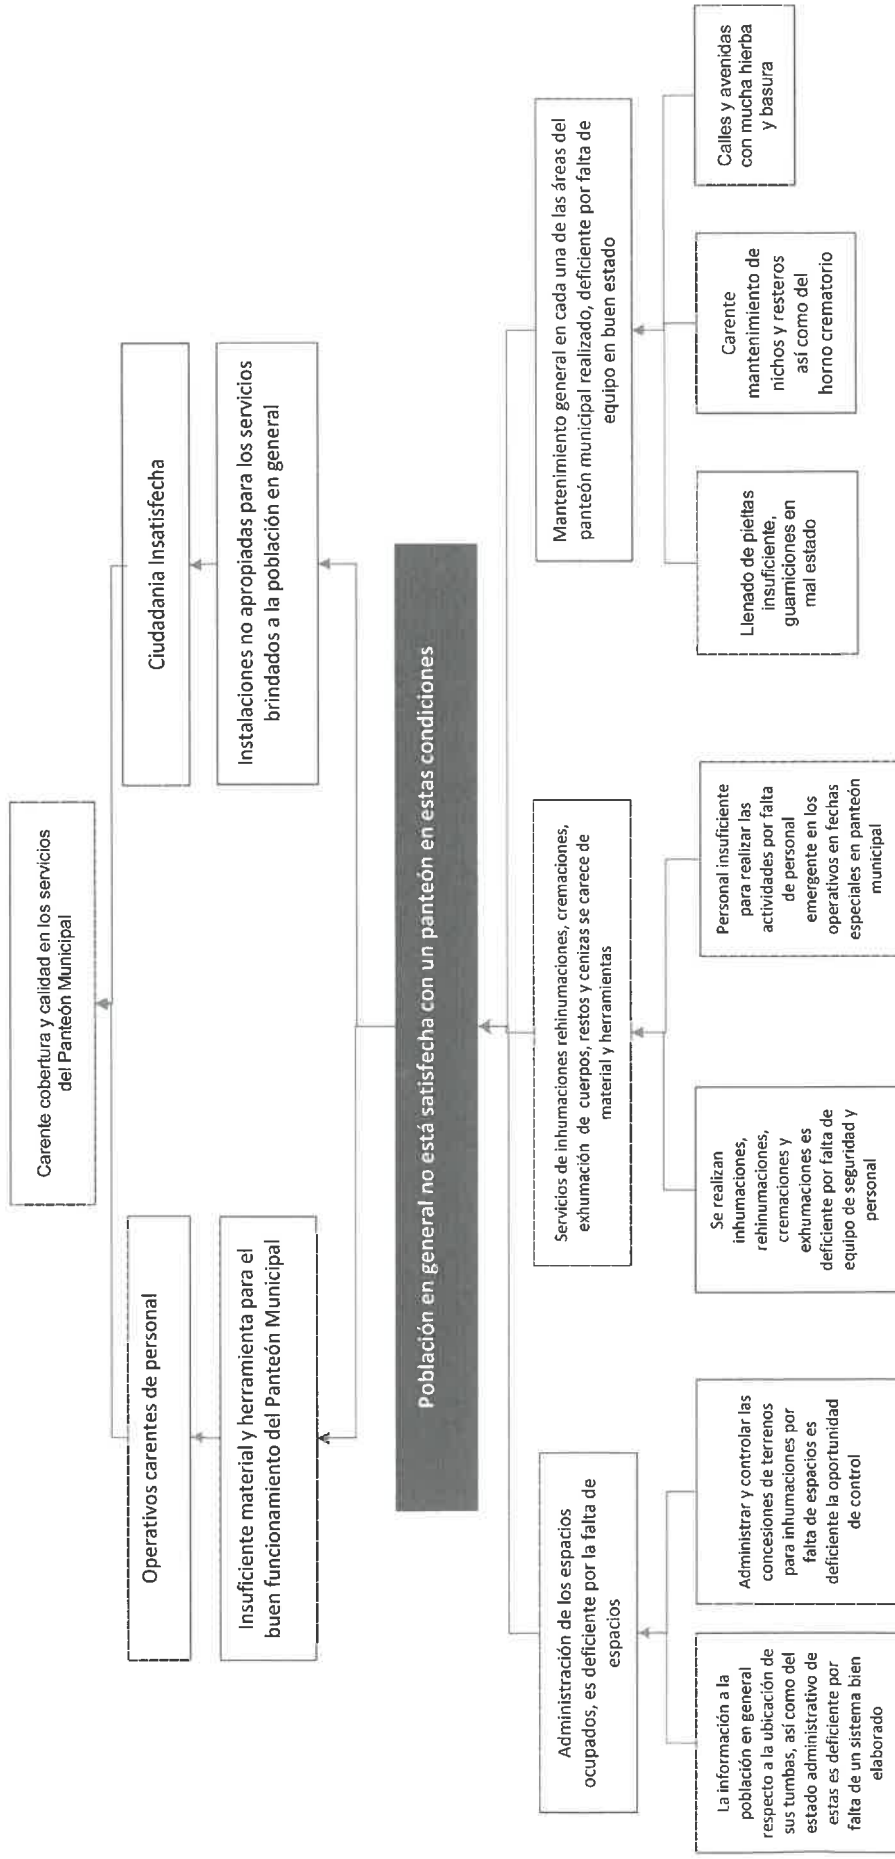 Carente cobertura y calidad en los servicios
del Panteón Municipal
Operativos carentes de personal
Ciudadania Insatisfecha
Insuficiente material y herramienta para el
buen funcionamiento del Panteón Municipal
Instalaciones no apropiadas para los servicios
brindados a la población en general
Población en general no está satisfecha con un panteón en estas condiciones
Administración de los espacios
ocupados, es deficiente por la falta de
espacios
Servicios de inhumaciones rehinumaciones, cremaciones,
exhumación de cuerpos, restos y cenizas se carece de
material y herramientas
Mantenimiento general en cada una de las áreas del
panteón municipal realizado, deficiente por falta de
equipo en buen estado
La información a la
población en general
respecto a la ubicación de
sus tumbas, así como del
estado administrativo de
estas es deficiente por
falta de un sistema bien
elaborado
Administrar y controlar las
concesiones de terrenos
para inhumaciones por
falta de espacios es
deficiente la oportunidad
de control
Se realizan
inhumaciones,
rehinumaciones,
cremaciones y
exhumaciones es
deficiente por falta de
equipo de seguridad y
personal
Personal insuficiente
para realizar las
actividades por falta
de personal
emergente en los
operativos en fechas
especiales en panteón
municipal
Llenado de pieltas
insuficiente,
guarniciones en
mal estado
Carente
mantenimiento de
nichos y resteros
así como del
horno crematorio
Calles y avenidas
con mucha hierba
y basura